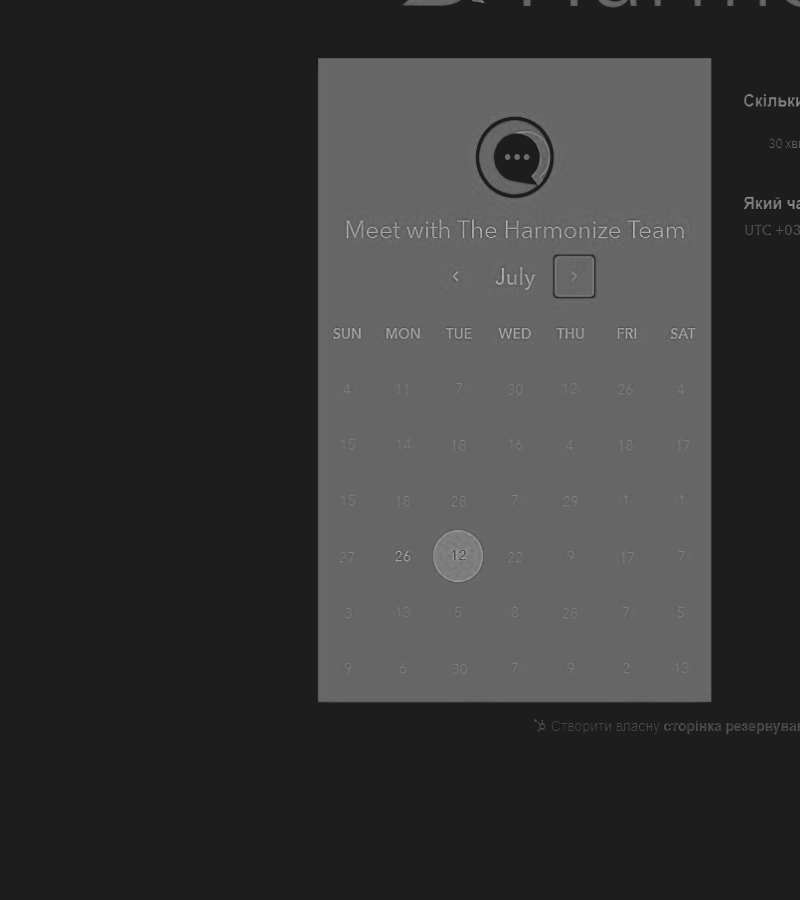 Скільки
30 хви
Який ча
UTC +03
Meet with The Harmonize Team
July
SUN MON TUE WED THU FRI SAT
4 11 7 30 12 26 4
15 14 18 16 4 18 17
15 18 28 7 29 1 1
27 26 12 22 9 17 7
3 13 5 8 28 7 5
9 6 30 7 9 2 13
Створити власну сторінка резервуван